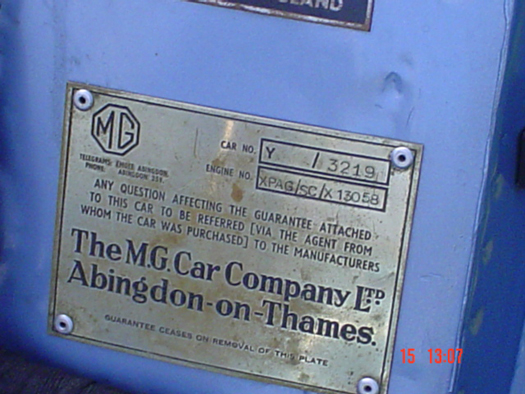 MG
CAR NO. Y / 3219
TELEGRAMS: EMGEE ABINGDON.
PHONE: ABINGDON 251
ENGINE NO. XPAG/SC/X13058
ANY QUESTION AFFECTING THE GUARANTEE ATTACHED
TO THIS CAR TO BE REFERRED [VIA, THE AGENT FROM
WHOM THE CAR WAS PURCHASED] TO THE MANUFACTURERS
The M.G. Car Company LTD
Abingdon-on-Thames.
GUARANTEE CEASES ON REMOVAL OF THIS PLATE
15 13:07